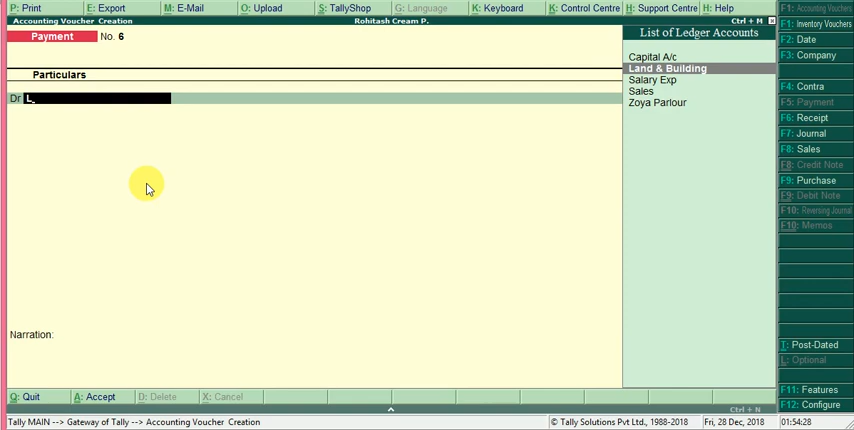 P: Print E: Export M: E-Mail O: Upload S: TallyShop G: Language K: Keyboard K: Control Centre H: Support Centre H: Help F1: Accounting Vouchers
Accounting Voucher Creation Rohitash Cream P. Ctrl + M
F1: Inventory Vouchers
Payment No. 6
List of Ledger Accounts
F2: Date
F3: Company
Particulars
Capital A/c
Land & Building
Salary Exp
Sales
Zoya Parlour
Dr L
F4: Contra
F5: Payment
F6: Receipt
F7: Journal
F8: Sales
F8: Credit Note
F9: Purchase
F9: Debit Note
F10: Reversing Journal
F10: Memos
Narration:
T: Post-Dated
L: Optional
F11: Features
F12: Configure
Q: Quit A: Accept D: Delete X: Cancel
Ctrl + N
Tally MAIN --> Gateway of Tally --> Accounting Voucher Creation © Tally Solutions Pvt Ltd., 1988-2018 Fri, 28 Dec, 2018 01:54:28